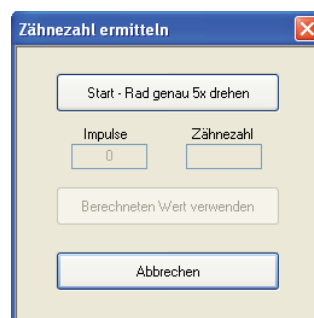 Zähnezahl ermitteln
Start - Rad genau 5x drehen
Impulse Zähnezahl
0
Berechneten Wert verwenden
Abbrechen